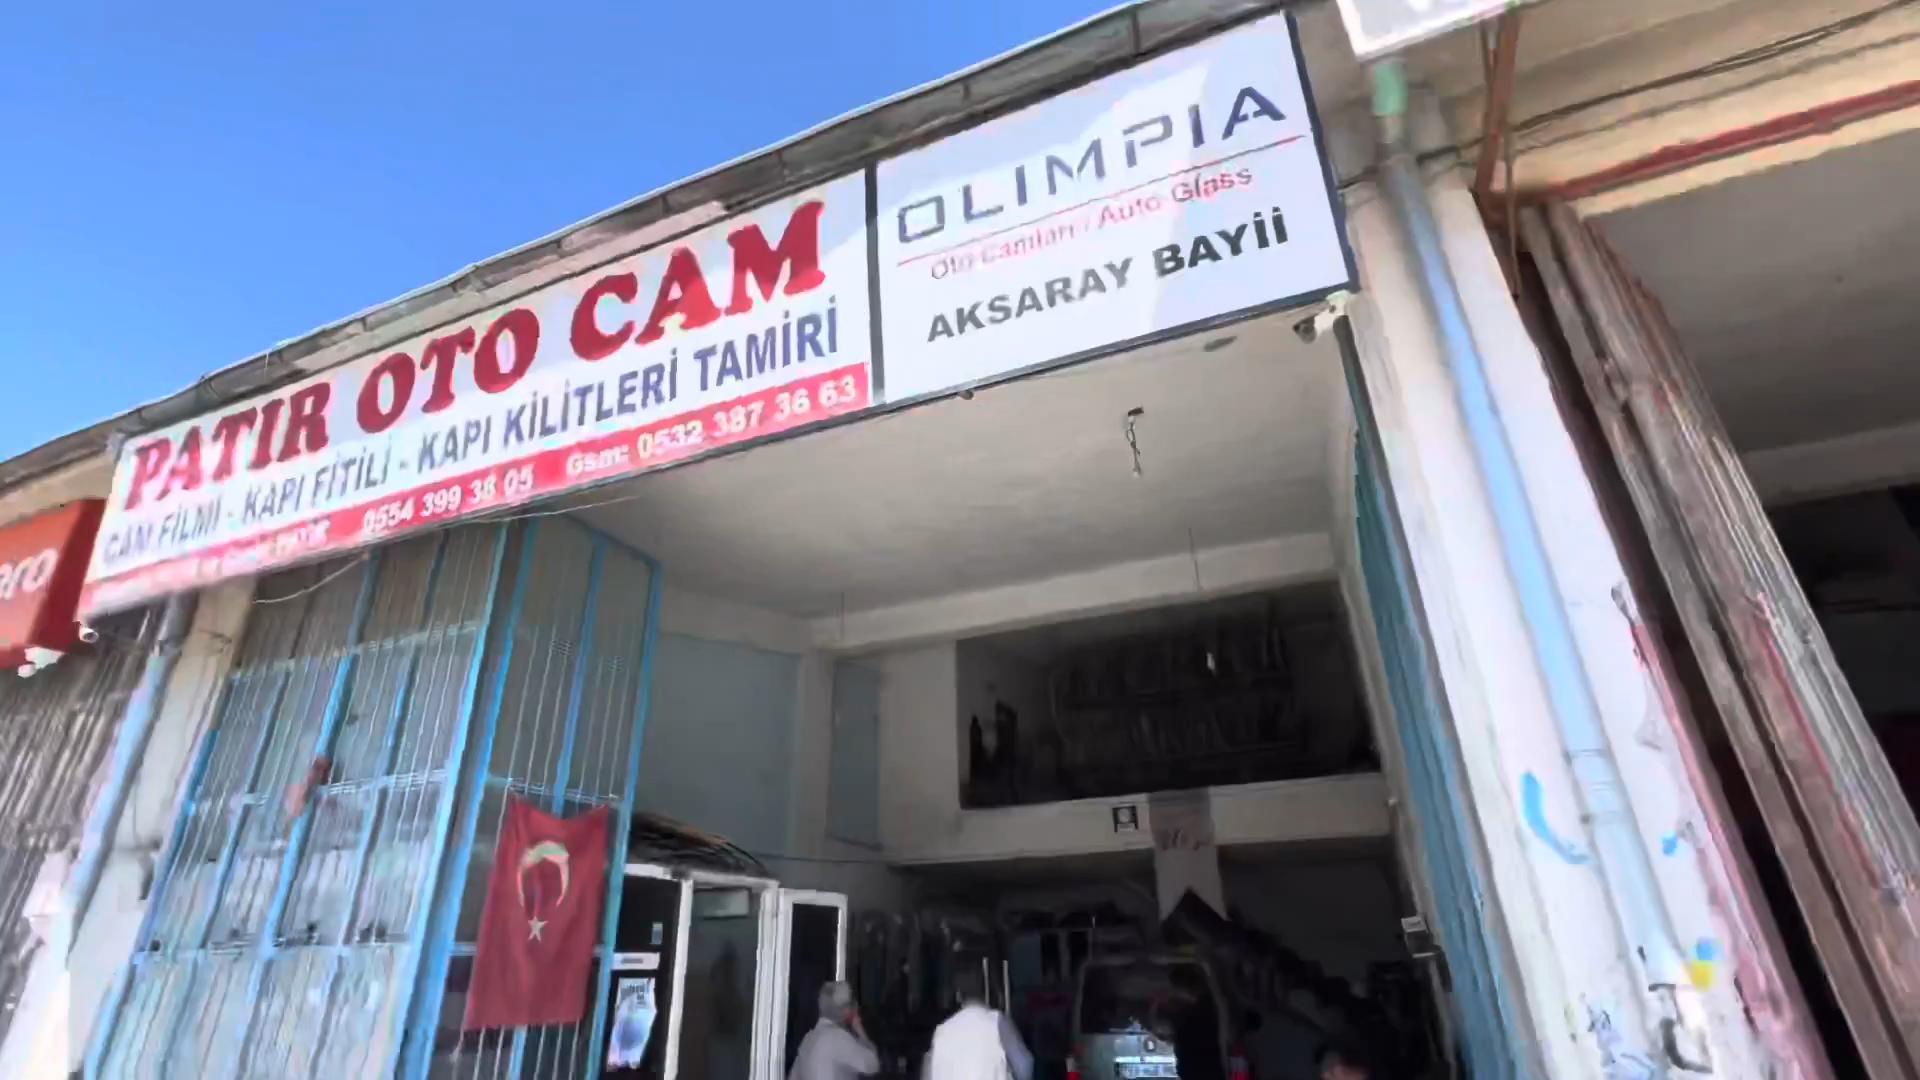 PATIR OTO CAM
CAM FİLMİ - KAPI FİTİLİ - KAPI KİLİTLERİ TAMİRİ
0554 399 38 05 Gsm: 0532 387 36 63
OLIMPIA
Oto Camları / Auto Glass
AKSARAY BAYİİ